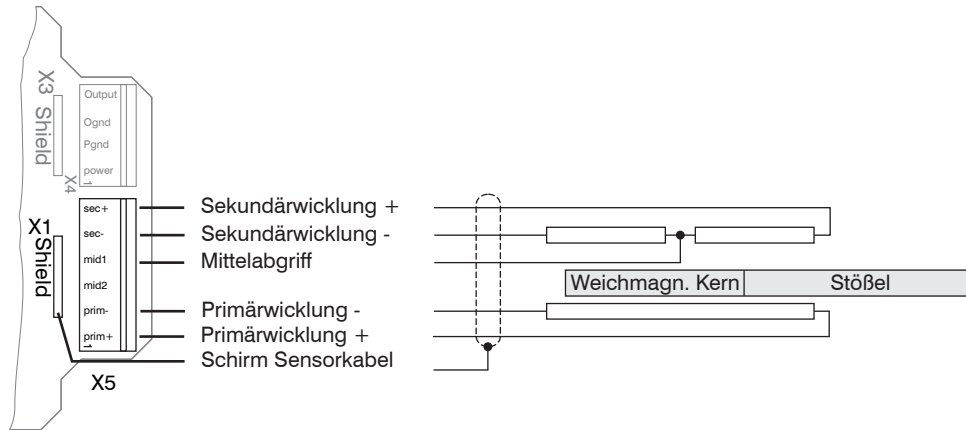 X3 Shield
Output
Ognd
Pgnd
power
1
X4
X1 Shield
sec+
sec-
mid1
mid2
prim-
prim+
1
X5
Sekundärwicklung +
Sekundärwicklung -
Mittelabgriff
Primärwicklung -
Primärwicklung +
Schirm Sensorkabel
Weichmagn. Kern
Stößel